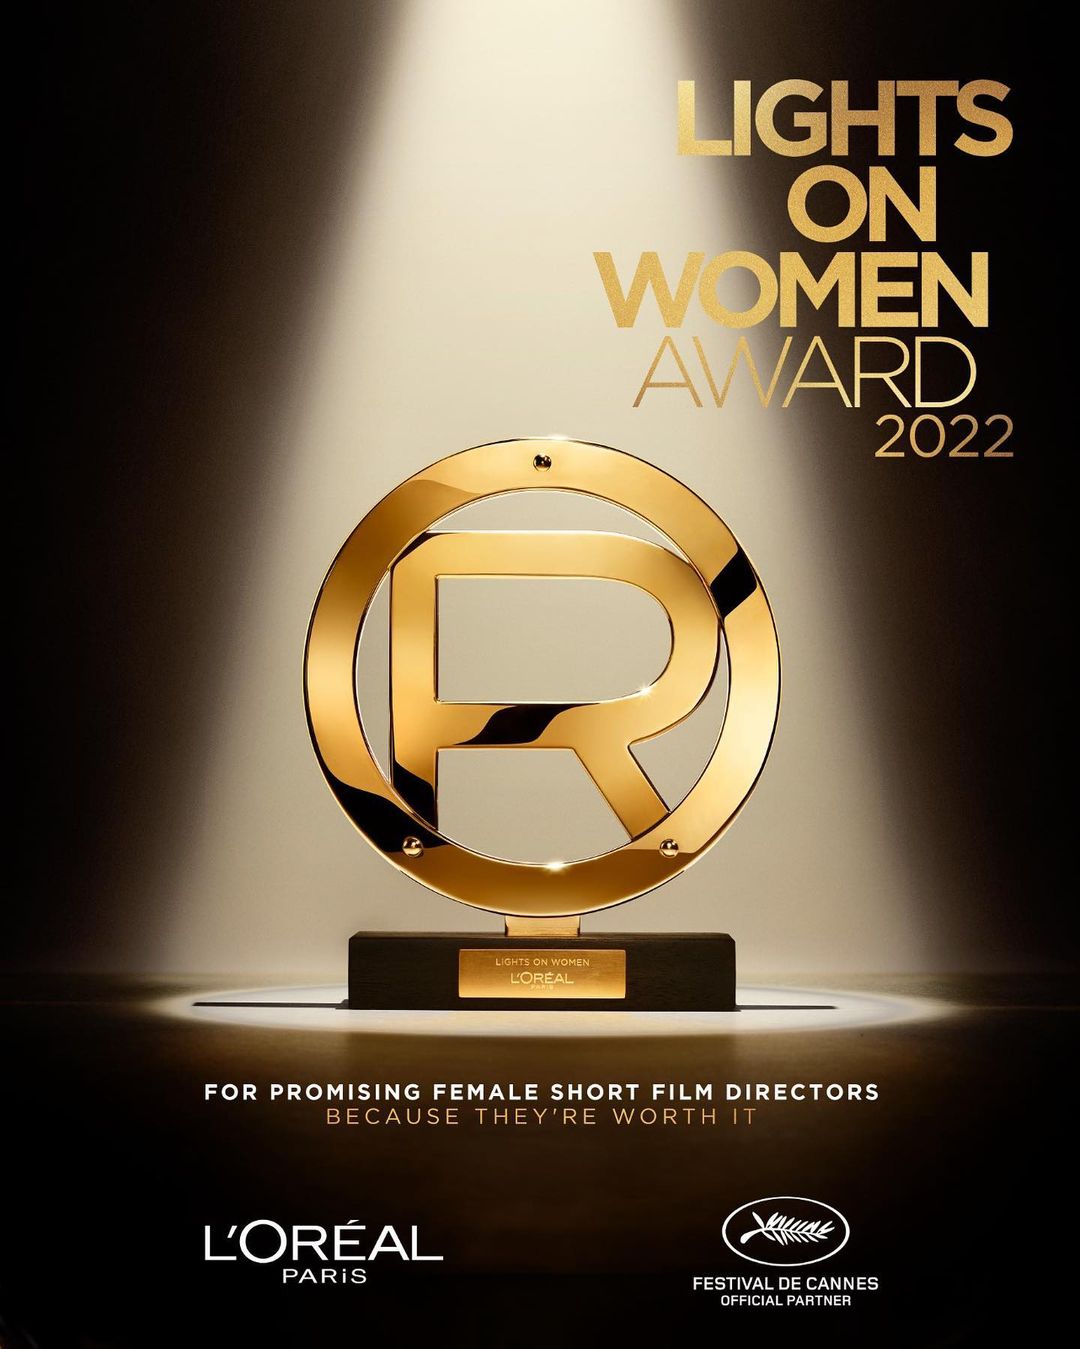 LIGHTS
ON
WOMEN
AWARD
2022
R
LIGHTS ON WOMEN
L'ORÉAL
PARIS
FOR PROMISING FEMALE SHORT FILM DIRECTORS
BECAUSE THEY'RE WORTH IT
L'ORÉAL
PARiS
FESTIVAL DE CANNES
OFFICIAL PARTNER